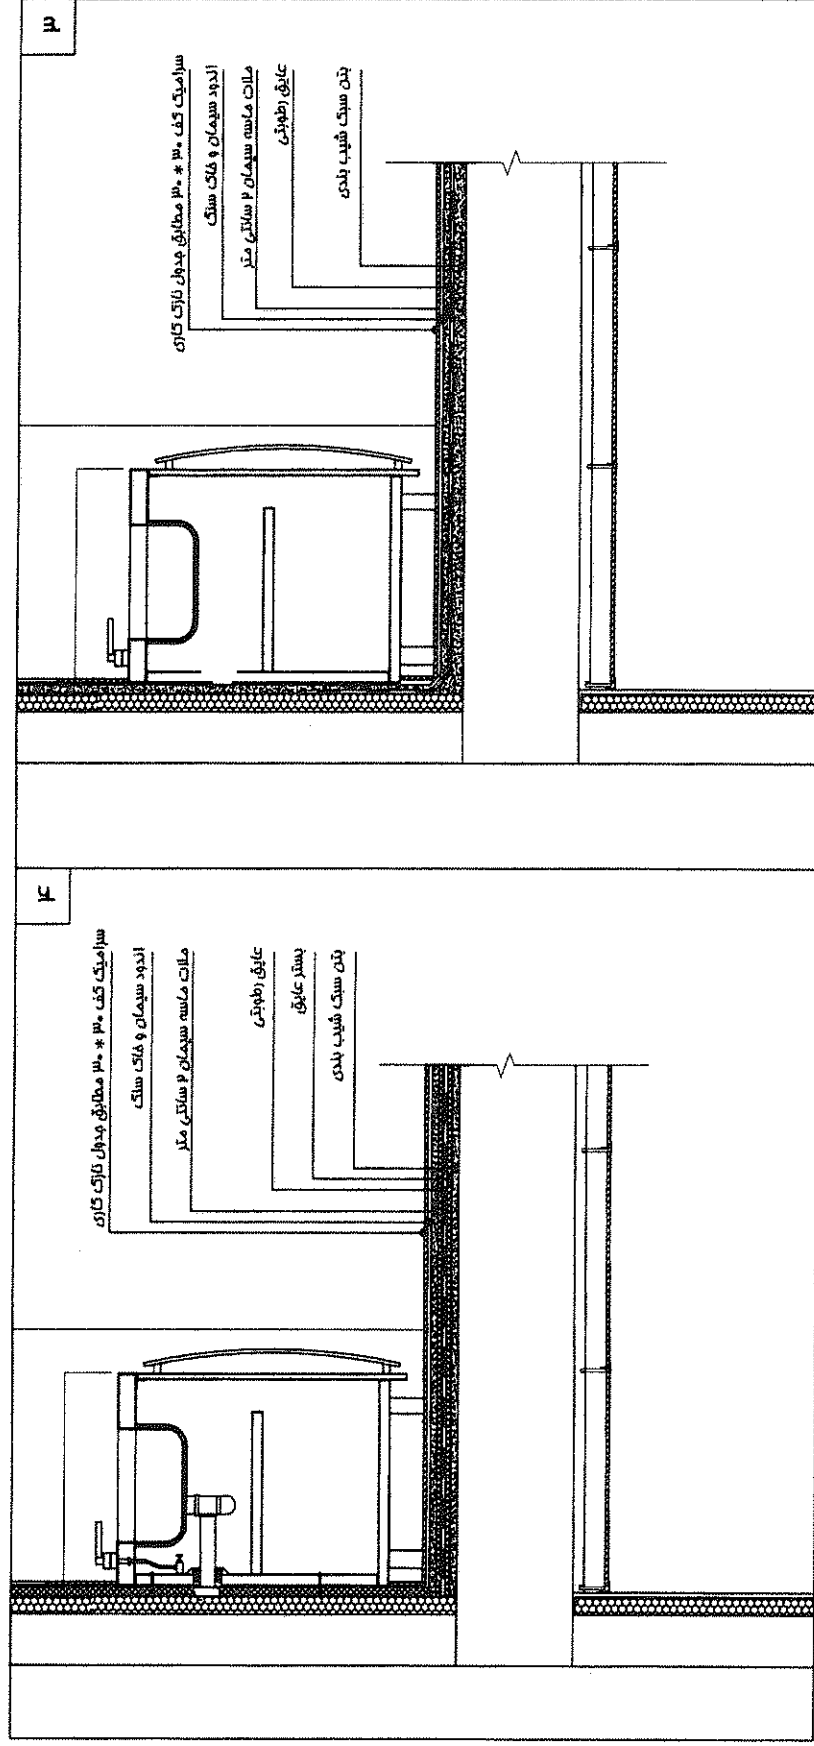 ۳
سرامیک کف ۳۰ * ۳۰ مطابق جدول نازک کاری
اندود سیمان و خاک سنگ
ملات ماسه سیمان ۲ سانتی متر
عایق رطوبتی
بتن سبک شیب بندی
۴
سرامیک کف ۳۰ * ۳۰ مطابق جدول نازک کاری
اندود سیمان و خاک سنگ
ملات ماسه سیمان ۲ سانتی متر
عایق رطوبتی
بستر عایق
بتن سبک شیب بندی